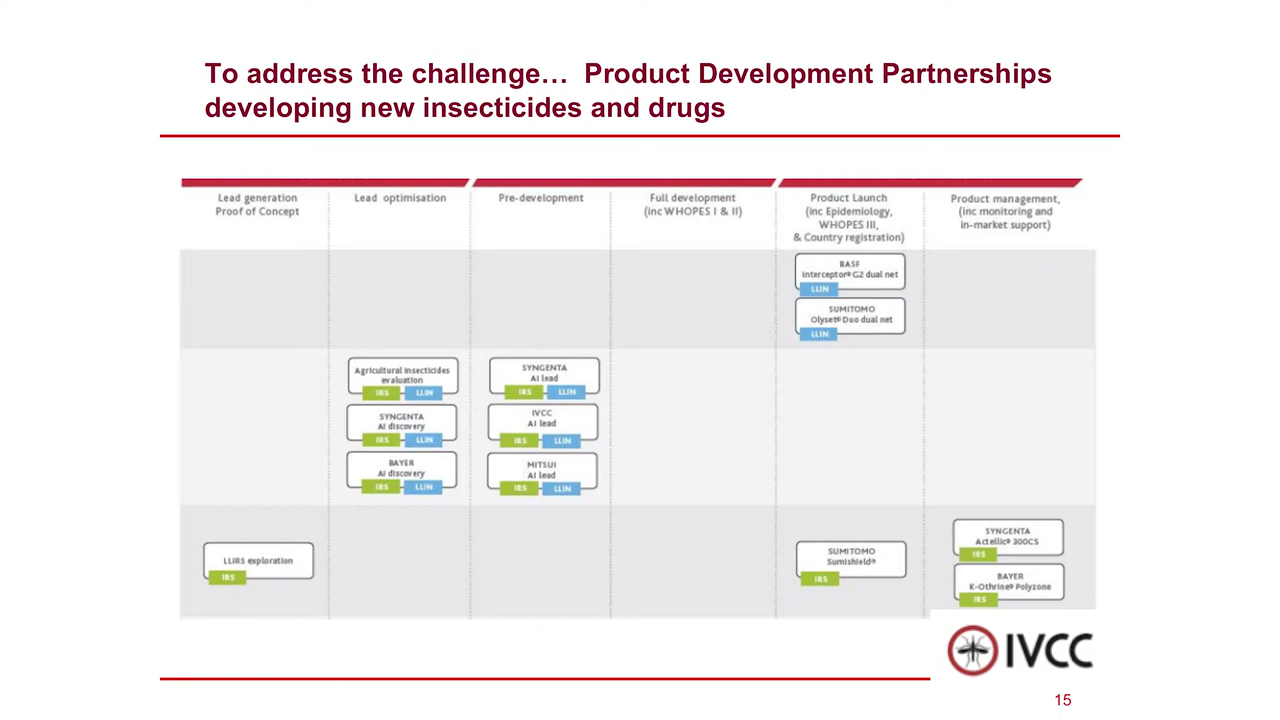 To address the challenge… Product Development Partnerships
developing new insecticides and drugs
Lead generation
Proof of Concept
Lead optimisation
Pre-development
Full development
(inc WHOPES I & II)
Product Launch
(inc Epidemiology,
WHOPES III,
& Country registration)
Product management,
(inc monitoring and
in-market support)
BASF
Interceptor® G2 dual net
LLIN
SUMITOMO
Olyset® Duo dual net
LLIN
Agricultural insecticides
evaluation
IRS LLIN
SYNGENTA
AI discovery
IRS LLIN
BAYER
AI discovery
IRS LLIN
SYNGENTA
AI lead
IRS LLIN
IVCC
AI lead
IRS LLIN
MITSUI
AI lead
IRS LLIN
LLIRS exploration
IRS
SUMITOMO
Sumishield®
IRS
SYNGENTA
Actellic® 300CS
IRS
BAYER
K-Othrine® Polyzone
IRS
IVCC
15